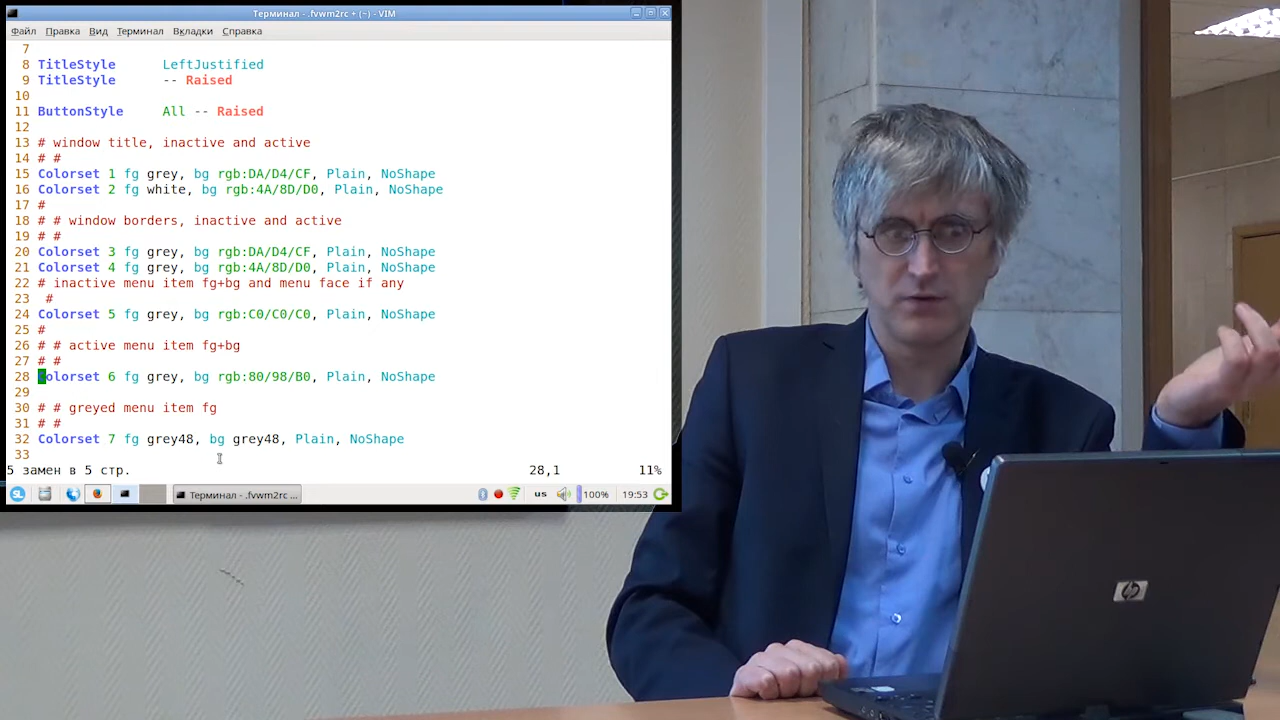 Терминал - .fvwm2rc + (~) - VIM
Файл Правка Вид Терминал Вкладки Справка
7
8 TitleStyle LeftJustified
9 TitleStyle -- Raised
10
11 ButtonStyle All -- Raised
12
13 # window title, inactive and active
14 # #
15 Colorset 1 fg grey, bg rgb:DA/D4/CF, Plain, NoShape
16 Colorset 2 fg white, bg rgb:4A/8D/D0, Plain, NoShape
17 #
18 # # window borders, inactive and active
19 # #
20 Colorset 3 fg grey, bg rgb:DA/D4/CF, Plain, NoShape
21 Colorset 4 fg grey, bg rgb:4A/8D/D0, Plain, NoShape
22 # inactive menu item fg+bg and menu face if any
23 #
24 Colorset 5 fg grey, bg rgb:C0/C0/C0, Plain, NoShape
25 #
26 # # active menu item fg+bg
27 # #
28 Colorset 6 fg grey, bg rgb:80/98/B0, Plain, NoShape
29
30 # # greyed menu item fg
31 # #
32 Colorset 7 fg grey48, bg grey48, Plain, NoShape
33
5 замен в 5 стр. 28,1 11%
SL Терминал - .fvwm2rc ... us 100% 19:53
hp